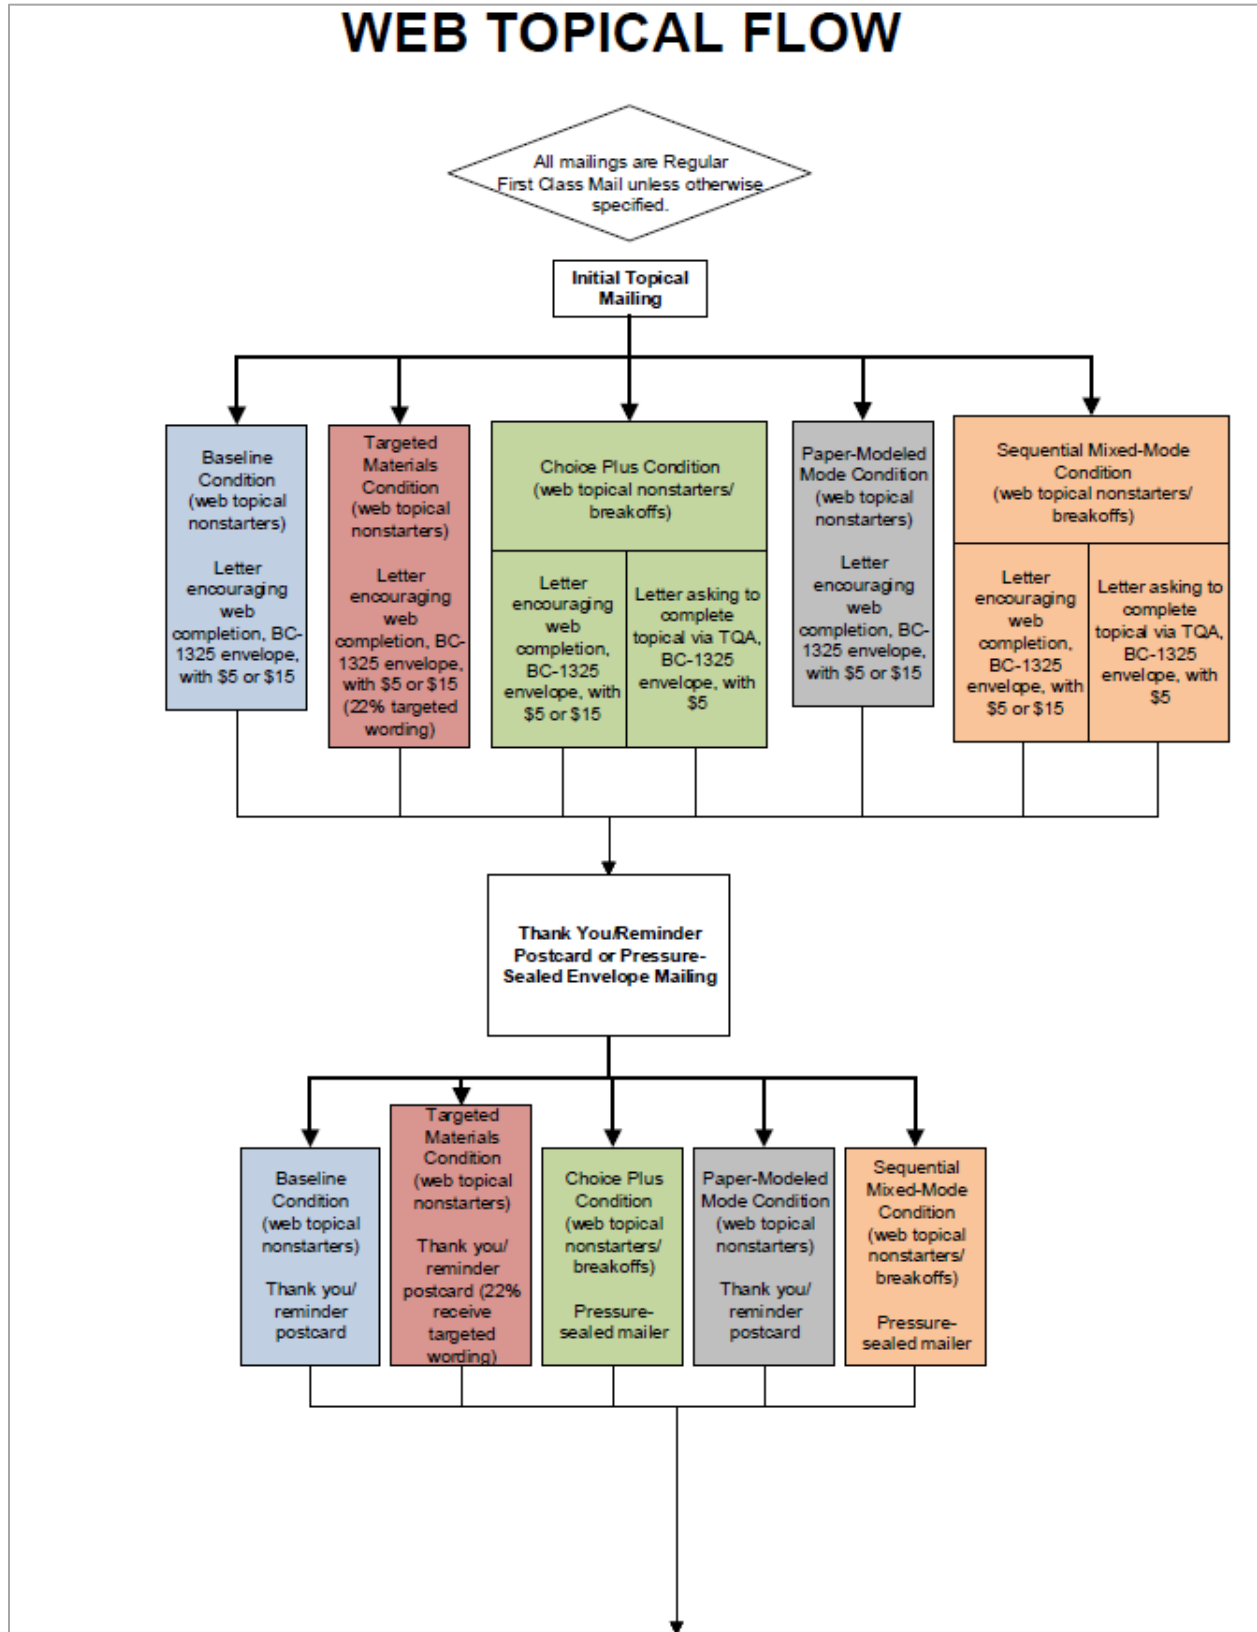 WEB TOPICAL FLOW
All mailings are Regular
First Class Mail unless otherwise
specified.
Initial Topical
Mailing
Baseline
Condition
(web topical
nonstarters)
Letter
encouraging
web
completion, BC-
1325 envelope,
with $5 or $15
Targeted
Materials
Condition
(web topical
nonstarters)
Letter
encouraging
web
completion, BC-
1325 envelope,
with $5 or $15
(22% targeted
wording)
Choice Plus Condition
(web topical nonstarters/
breakoffs)
Letter
encouraging
web
completion,
BC-1325
envelope, with
$5 or $15
Letter asking to
complete
topical via TQA,
BC-1325
envelope, with
$5
Paper-Modeled
Mode Condition
(web topical
nonstarters)
Letter
encouraging
web
completion, BC-
1325 envelope,
with $5 or $15
Sequential Mixed-Mode
Condition
(web topical nonstarters/
breakoffs)
Letter
encouraging
web
completion,
BC-1325
envelope, with
$5 or $15
Letter asking to
complete
topical via TQA,
BC-1325
envelope, with
$5
Thank You/Reminder
Postcard or Pressure-
Sealed Envelope Mailing
Baseline
Condition
(web topical
nonstarters)
Thank you/
reminder
postcard
Targeted
Materials
Condition
(web topical
nonstarters)
Thank you/
reminder
postcard (22%
receive
targeted
wording)
Choice Plus
Condition
(web topical
nonstarters/
breakoffs)
Pressure-
sealed mailer
Paper-Modeled
Mode Condition
(web topical
nonstarters)
Thank you/
reminder
postcard
Sequential
Mixed-Mode
Condition
(web topical
nonstarters/
breakoffs)
Pressure-
sealed mailer